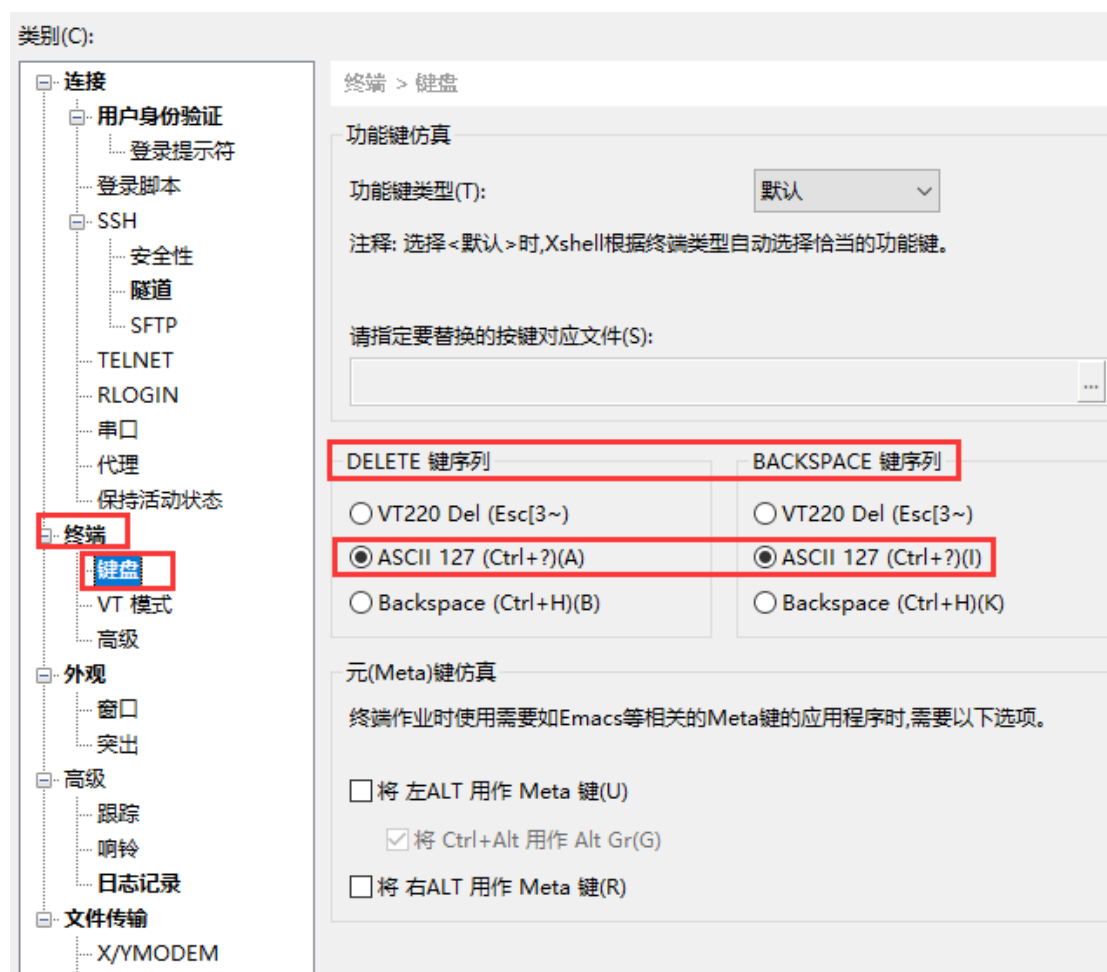 类别(C):
连接
用户身份验证
登录提示符
登录脚本
SSH
安全性
隧道
SFTP
TELNET
RLOGIN
串口
代理
保持活动状态
终端
键盘
VT 模式
高级
外观
窗口
突出
高级
跟踪
响铃
日志记录
文件传输
X/YMODEM
终端 > 键盘
功能键仿真
功能键类型(T): 默认
注释: 选择<默认>时,Xshell根据终端类型自动选择恰当的功能键。
请指定要替换的按键对应文件(S):
...
DELETE 键序列
VT220 Del (Esc[3~)
ASCII 127 (Ctrl+?)(A)
Backspace (Ctrl+H)(B)
BACKSPACE 键序列
VT220 Del (Esc[3~)
ASCII 127 (Ctrl+?)(I)
Backspace (Ctrl+H)(K)
元(Meta)键仿真
终端作业时使用需要如Emacs等相关的Meta键的应用程序时,需要以下选项。
将 左ALT 用作 Meta 键(U)
将 Ctrl+Alt 用作 Alt Gr(G)
将 右ALT 用作 Meta 键(R)